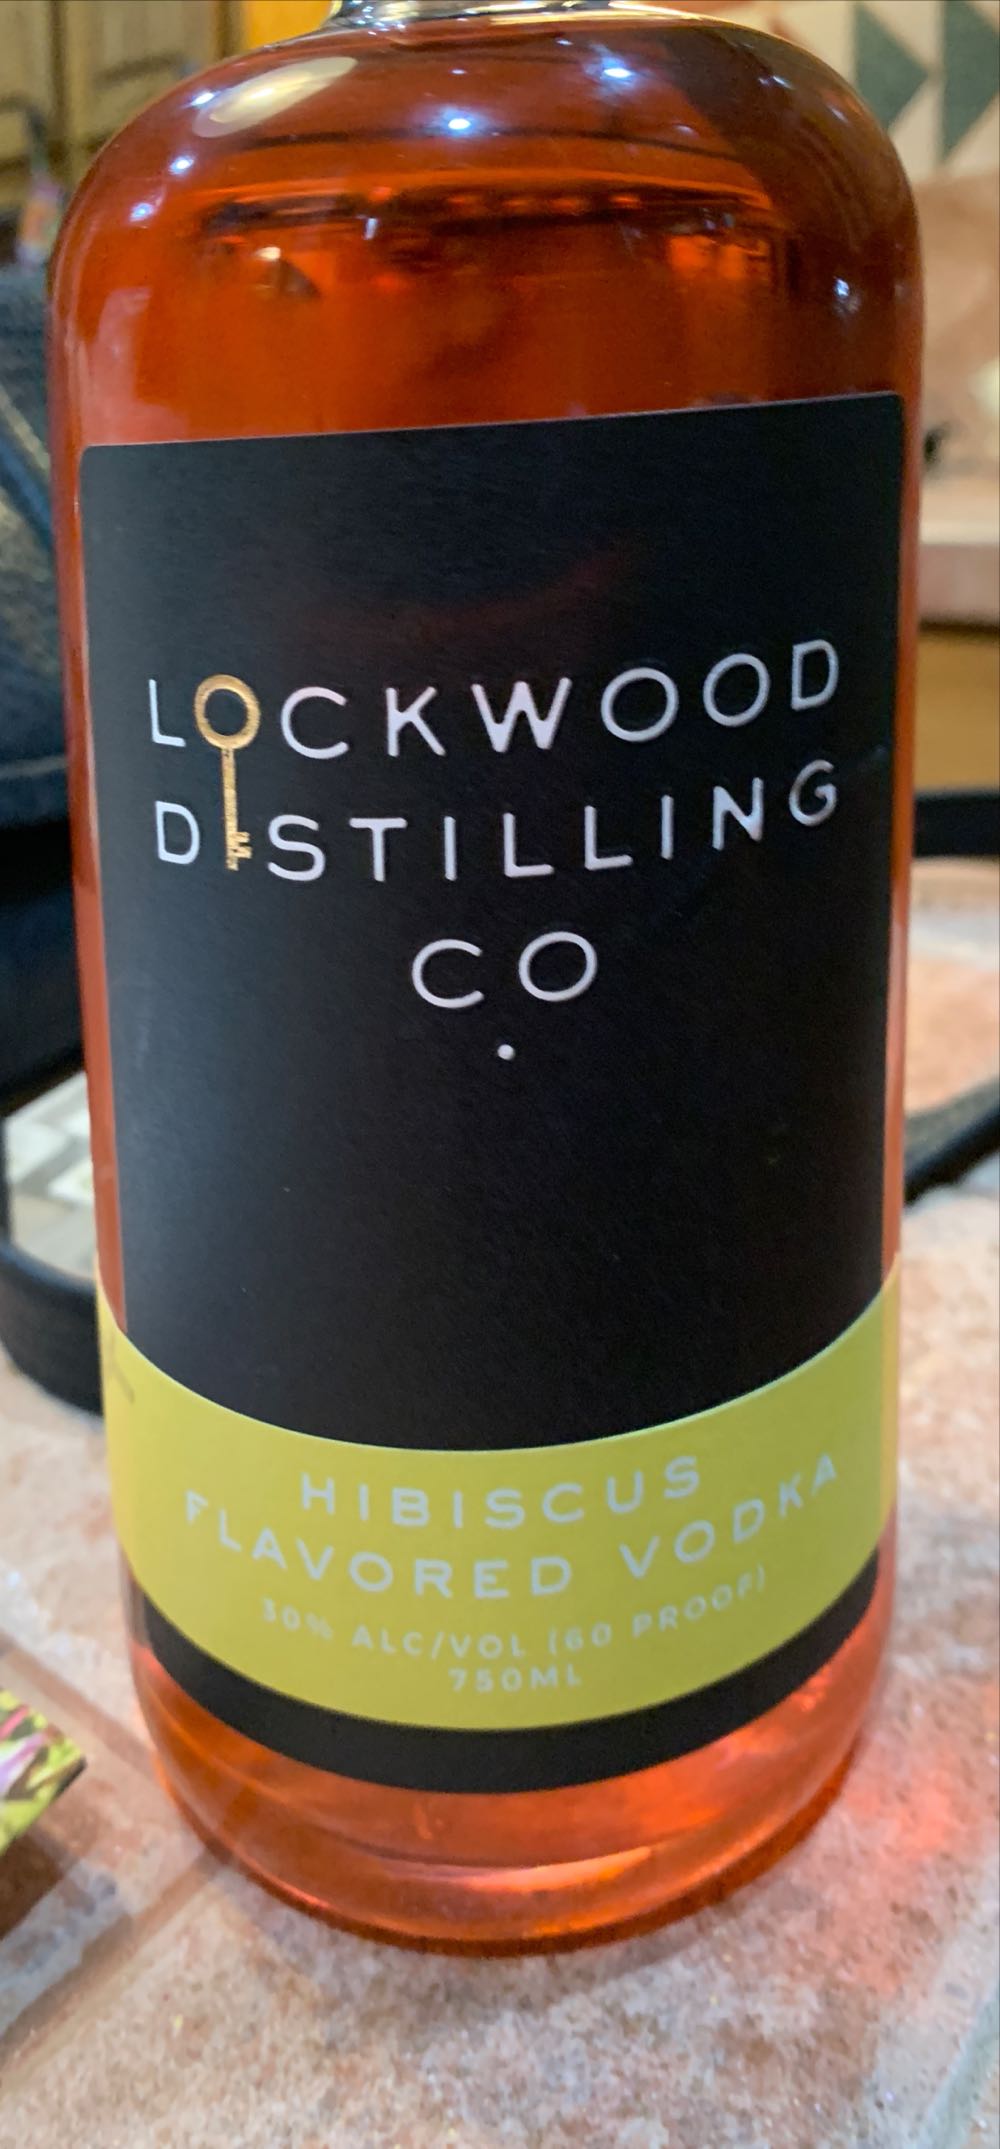 LOCKWOOD
DISTILLING
CO
HIBISCUS
FLAVORED VODKA
30% ALC/VOL (60 PROOF)
750ML